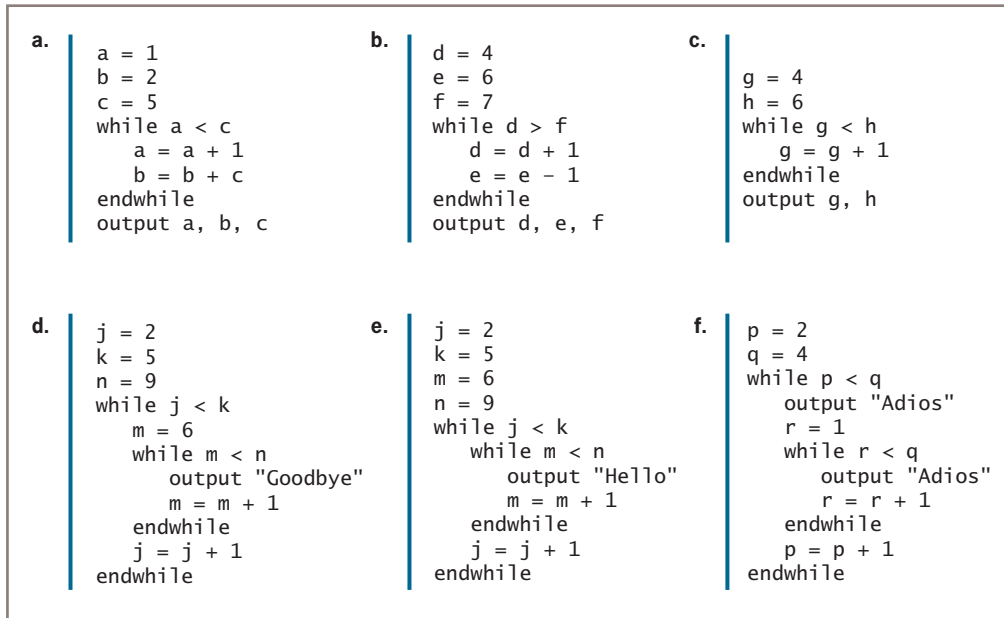 a.
a = 1
b = 2
c = 5
while a < c
   a = a + 1
   b = b + c
endwhile
output a, b, c
b.
d = 4
e = 6
f = 7
while d > f
   d = d + 1
   e = e – 1
endwhile
output d, e, f
c.
g = 4
h = 6
while g < h
   g = g + 1
endwhile
output g, h
d.
j = 2
k = 5
n = 9
while j < k
   m = 6
   while m < n
      output "Goodbye"
      m = m + 1
   endwhile
   j = j + 1
endwhile
e.
j = 2
k = 5
m = 6
n = 9
while j < k
   while m < n
      output "Hello"
      m = m + 1
   endwhile
   j = j + 1
endwhile
f.
p = 2
q = 4
while p < q
   output "Adios"
   r = 1
   while r < q
      output "Adios"
      r = r + 1
   endwhile
   p = p + 1
endwhile